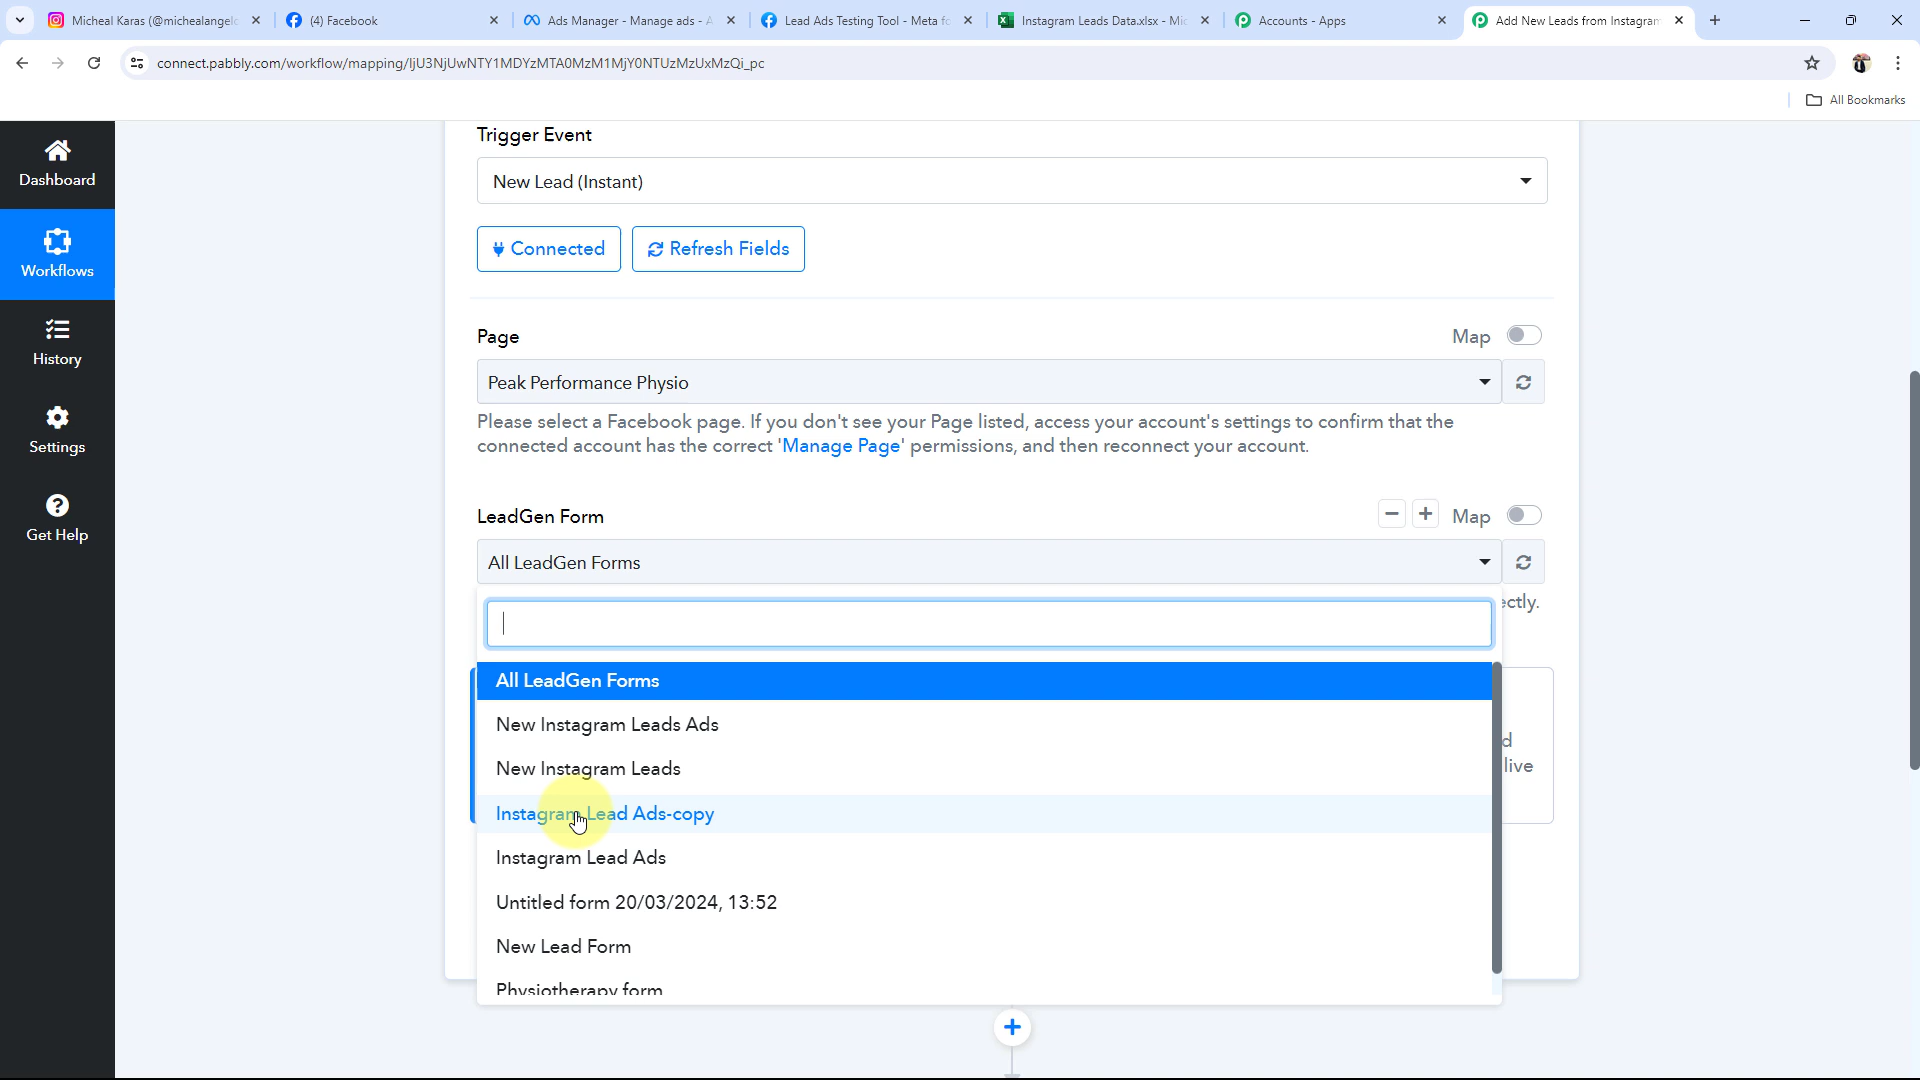 Micheal Karas (@michealangelo
(4) Facebook
Ads Manager - Manage ads - A
Lead Ads Testing Tool - Meta fo
Instagram Leads Data.xlsx - Mic
Accounts - Apps
Add New Leads from Instagram
connect.pabbly.com/workflow/mapping/IjU3NjUwNTY1MDYzMTA0MzM1MjY0NTUzMzUxMzQi_pc
All Bookmarks
Dashboard
Workflows
History
Settings
Get Help
Trigger Event
New Lead (Instant)
Connected
Refresh Fields
Page
Map
Peak Performance Physio
Please select a Facebook page. If you don't see your Page listed, access your account's settings to confirm that the
connected account has the correct 'Manage Page' permissions, and then reconnect your account.
LeadGen Form
Map
All LeadGen Forms
ectly.
All LeadGen Forms
New Instagram Leads Ads
d
New Instagram Leads
live
Instagram Lead Ads-copy
Instagram Lead Ads
Untitled form 20/03/2024, 13:52
New Lead Form
Physiotherapy form